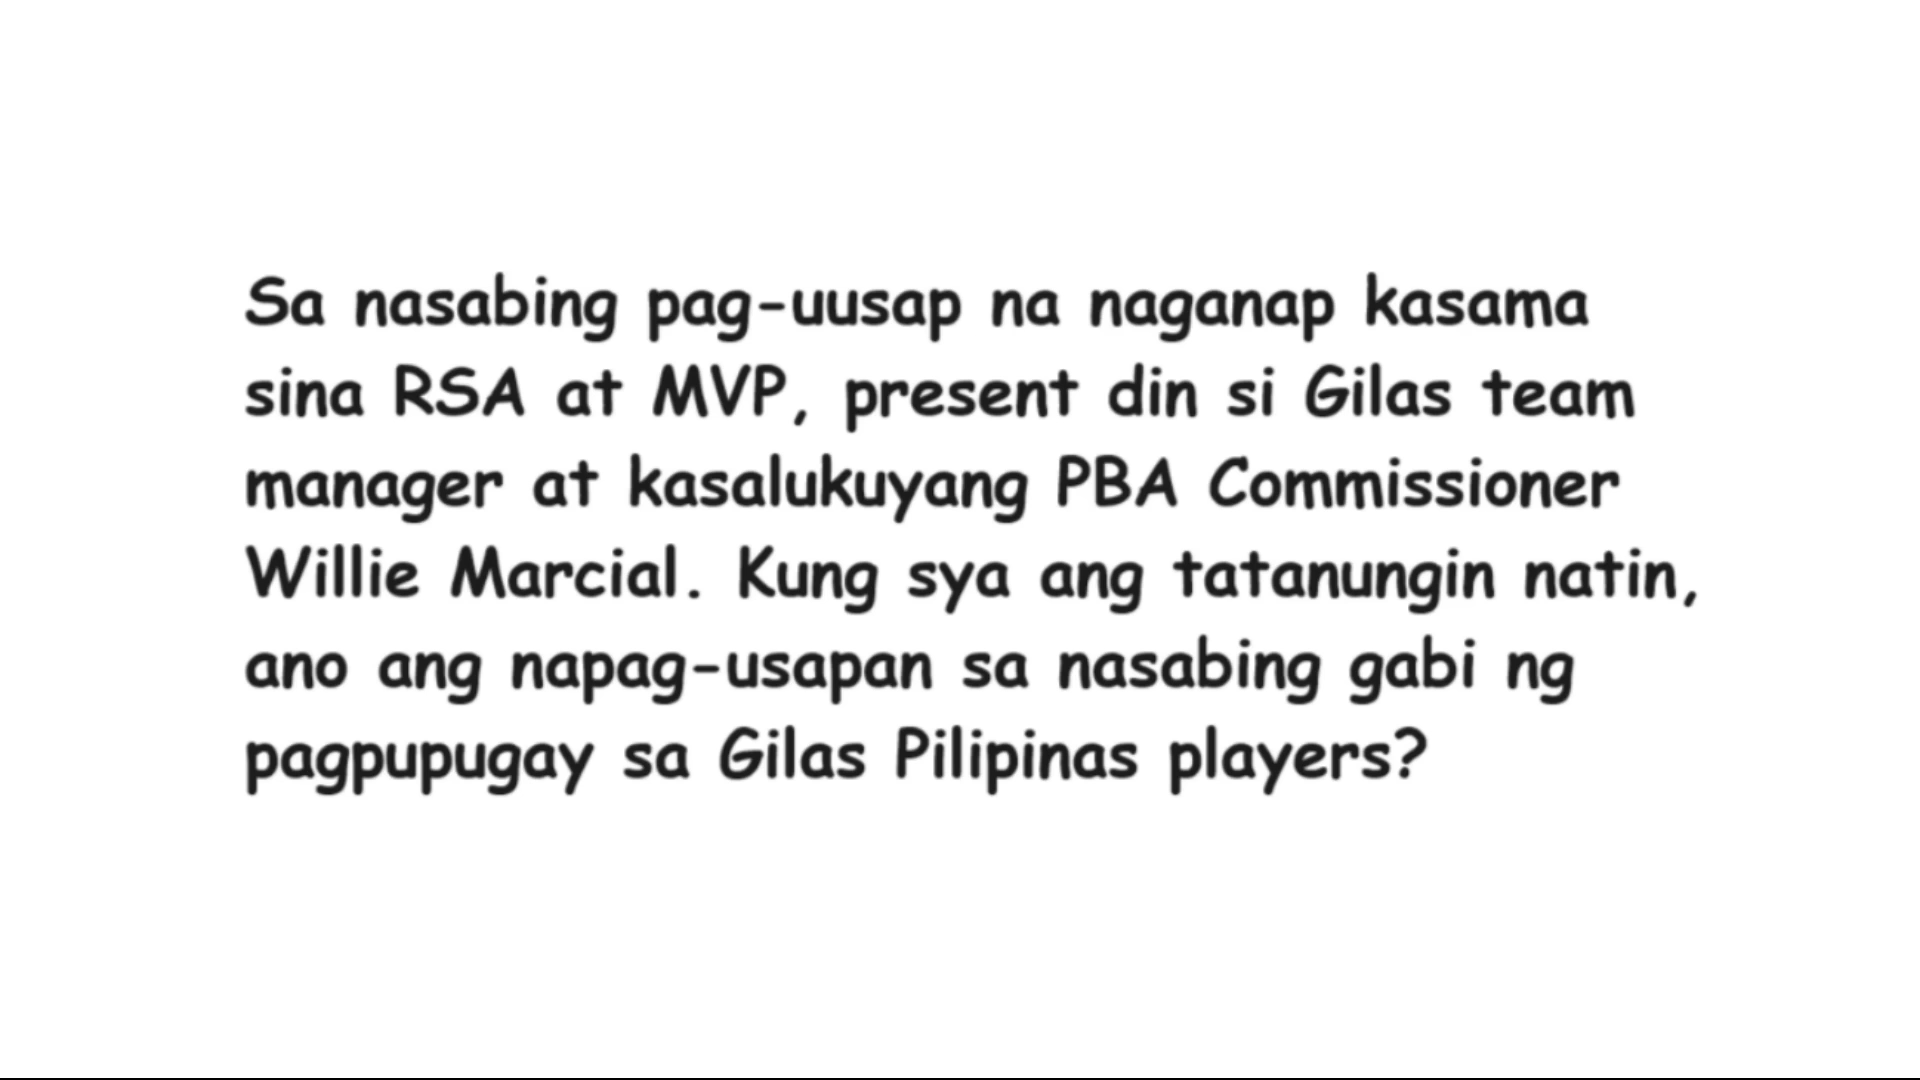 Sa nasabing pag-uusap na naganap kasama
sina RSA at MVP, present din si Gilas team
manager at kasalukuyang PBA Commissioner
Willie Marcial. Kung sya ang tatanungin natin,
ano ang napag-usapan sa nasabing gabi ng
pagpupugay sa Gilas Pilipinas players?